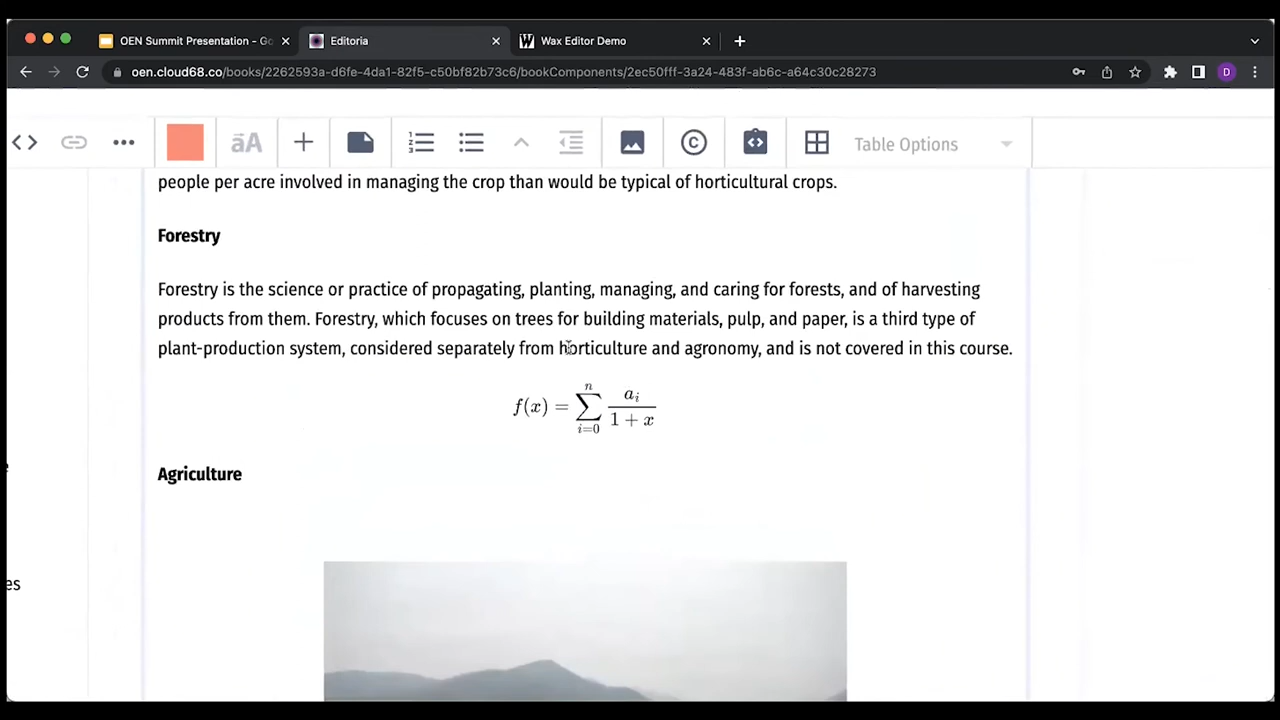 OEN Summit Presentation - Go
Editoria
Wax Editor Demo
oen.cloud68.co/books/2262593a-d6fe-4da1-82f5-c50bf82b73c6/bookComponents/2ec50fff-3a24-483f-ab6c-a64c30c28273
D
āA
Table Options
people per acre involved in managing the crop than would be typical of horticultural crops.
Forestry
Forestry is the science or practice of propagating, planting, managing, and caring for forests, and of harvesting
products from them. Forestry, which focuses on trees for building materials, pulp, and paper, is a third type of
plant-production system, considered separately from horticulture and agronomy, and is not covered in this course.
f(x) = ∑_{i=0}^{n} a_i / (1 + x)
Agriculture
es